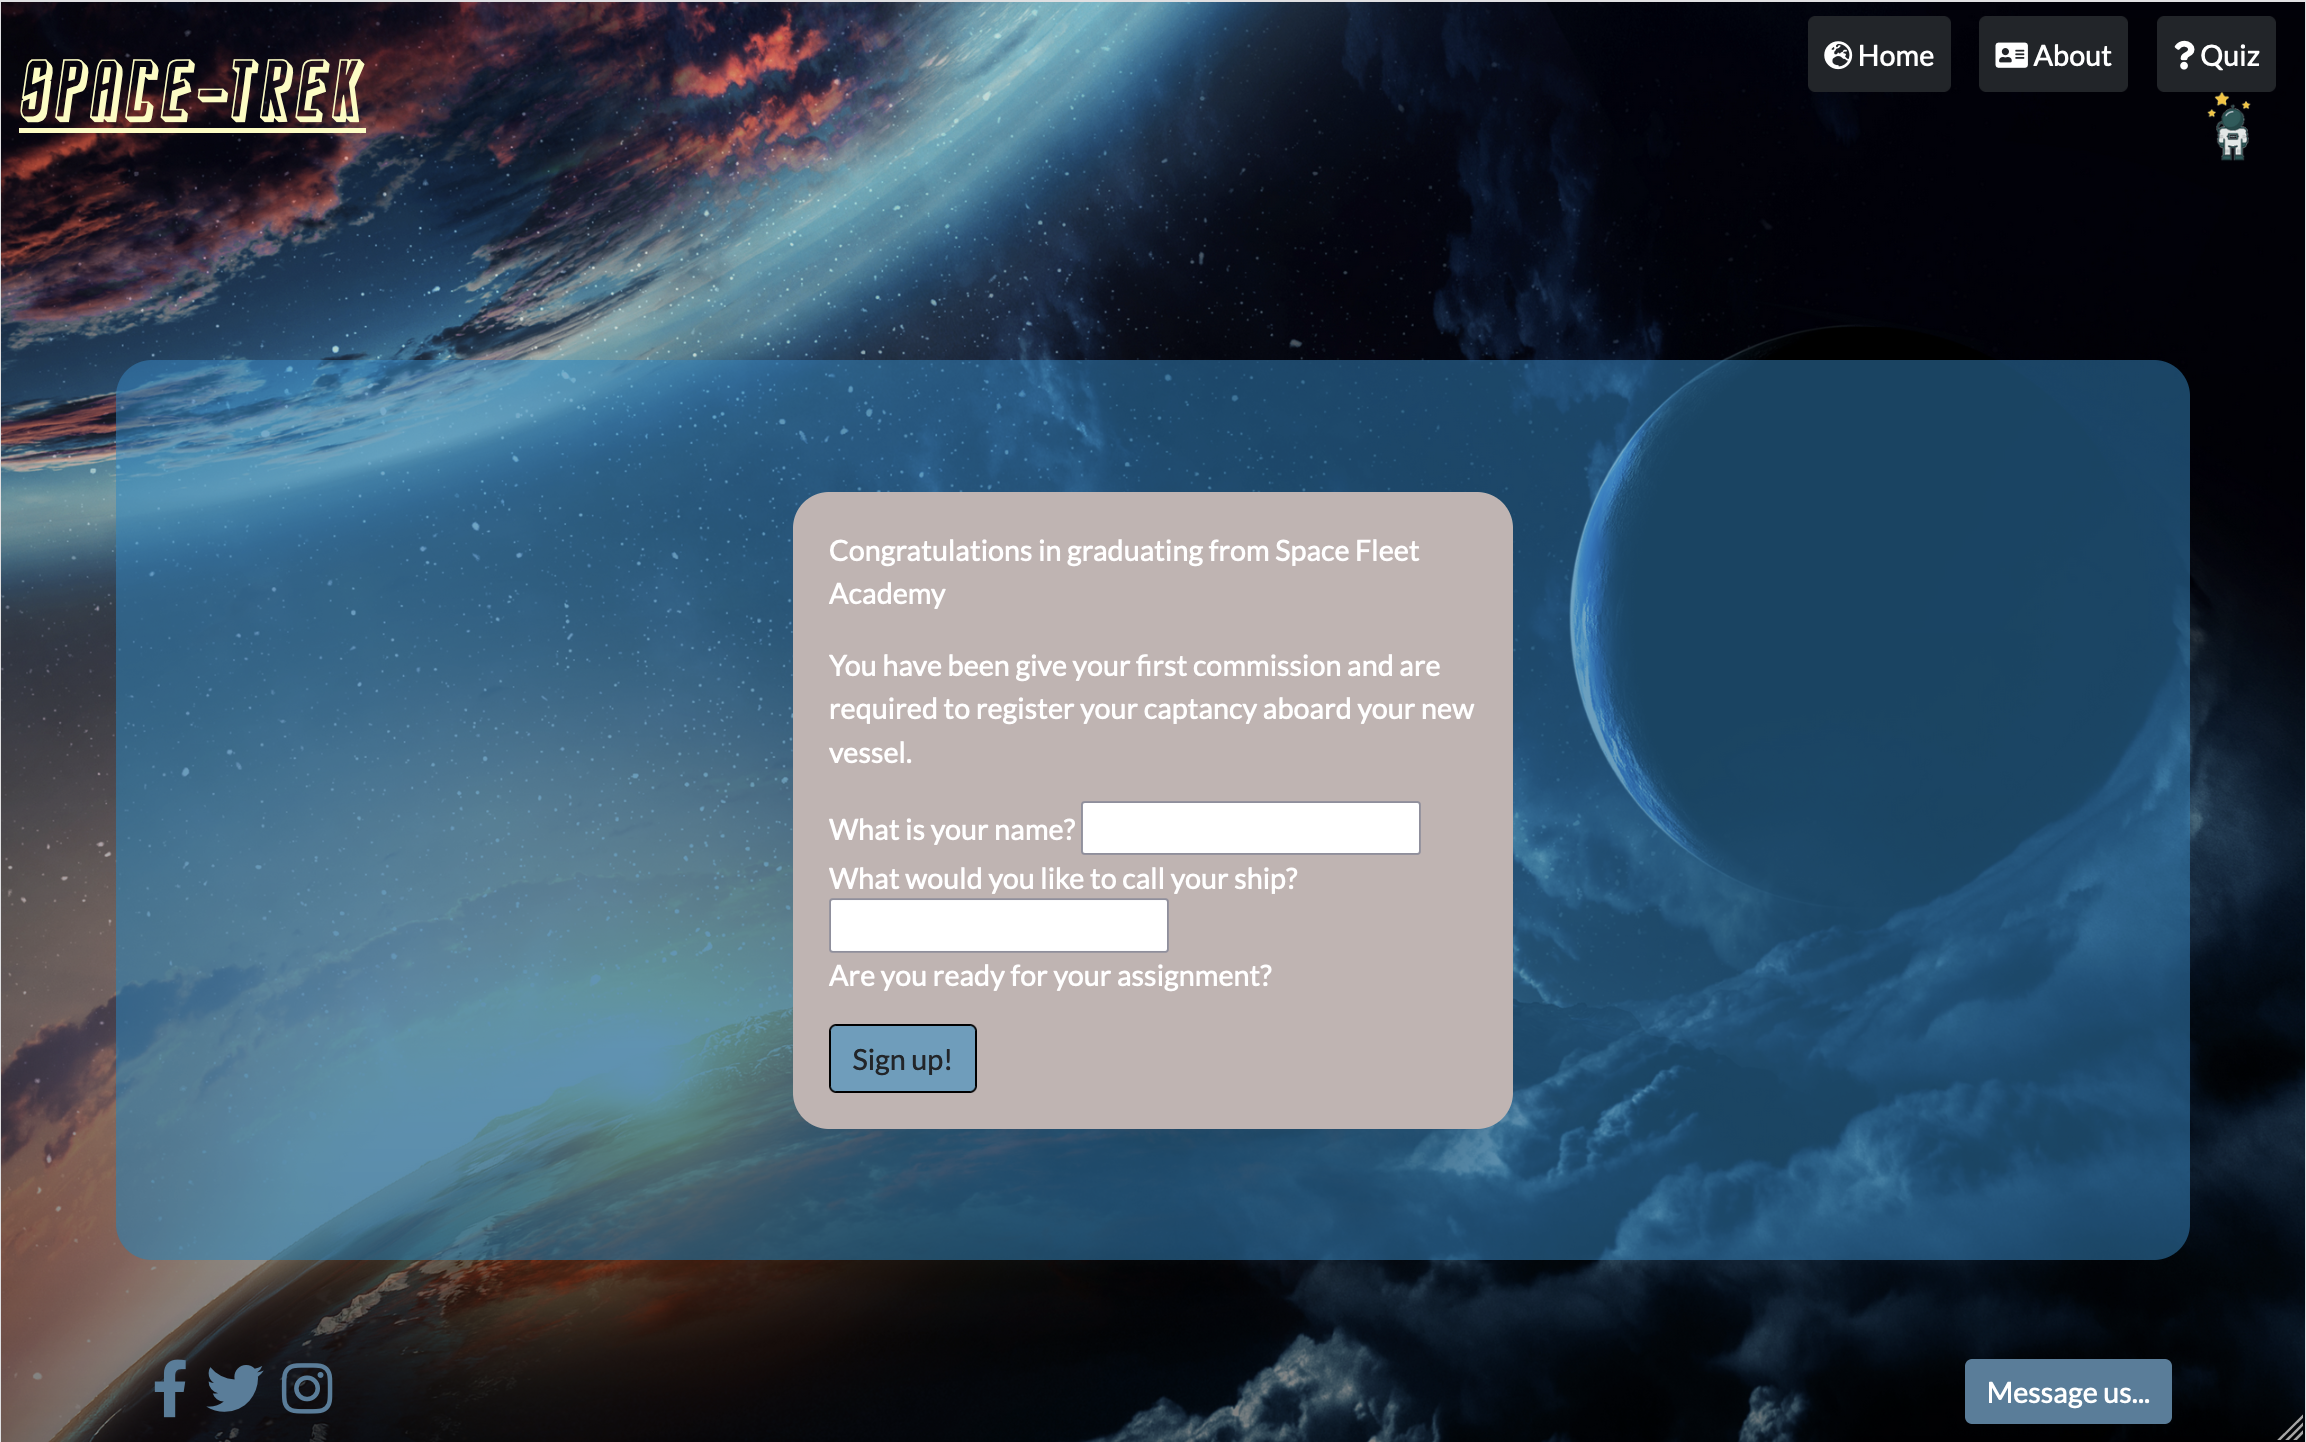 SPACE-TREK
Home
About
? Quiz
Congratulations in graduating from Space Fleet
Academy
You have been give your first commission and are
required to register your captancy aboard your new
vessel.
What is your name?
What would you like to call your ship?
Are you ready for your assignment?
Sign up!
Message us...